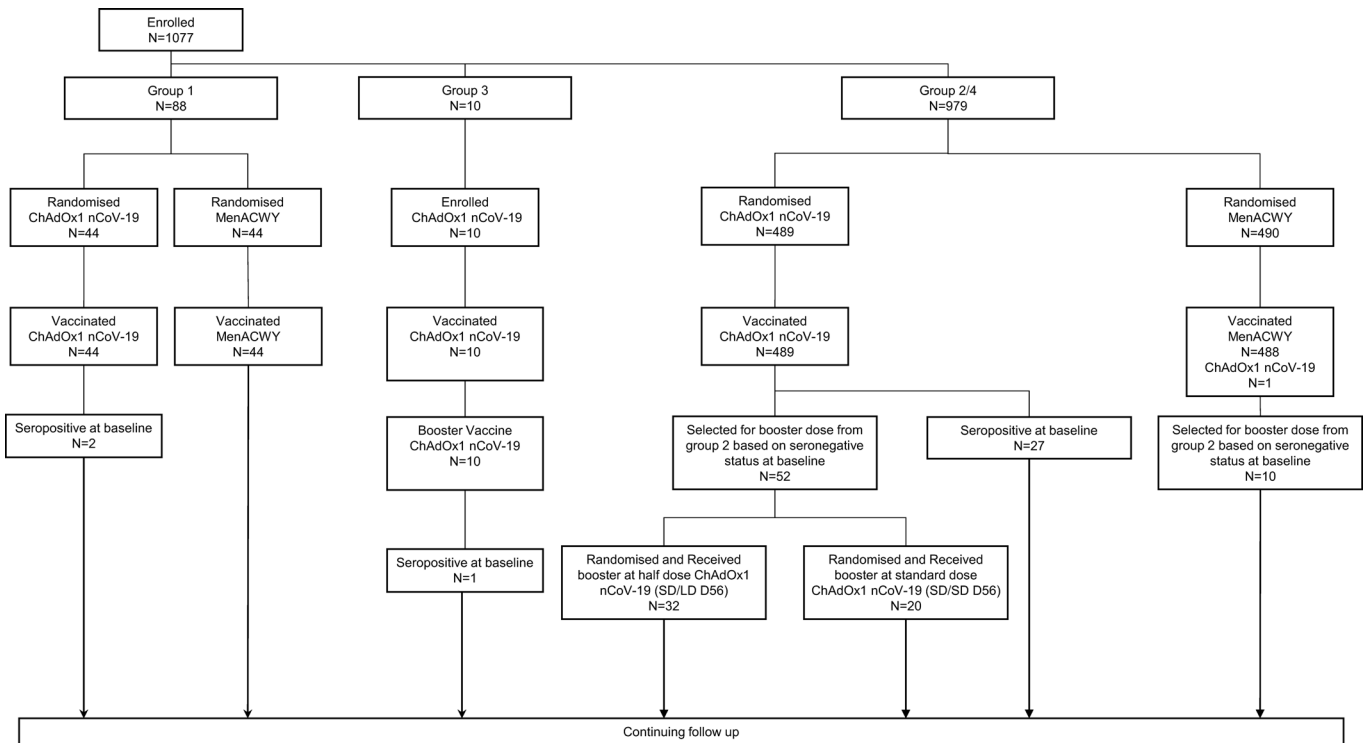 Enrolled
N=1077
Group 1
N=88
Group 3
N=10
Group 2/4
N=979
Randomised
ChAdOx1 nCoV-19
N=44
Randomised
MenACWY
N=44
Enrolled
ChAdOx1 nCoV-19
N=10
Randomised
ChAdOx1 nCoV-19
N=489
Randomised
MenACWY
N=490
Vaccinated
ChAdOx1 nCoV-19
N=44
Vaccinated
MenACWY
N=44
Vaccinated
ChAdOx1 nCoV-19
N=10
Vaccinated
ChAdOx1 nCoV-19
N=489
Vaccinated
MenACWY
N=488
ChAdOx1 nCoV-19
N=1
Seropositive at baseline
N=2
Booster Vaccine
ChAdOx1 nCoV-19
N=10
Selected for booster dose from
group 2 based on seronegative
status at baseline
N=52
Seropositive at baseline
N=27
Selected for booster dose from
group 2 based on seronegative
status at baseline
N=10
Seropositive at baseline
N=1
Randomised and Received
booster at half dose ChAdOx1
nCoV-19 (SD/LD D56)
N=32
Randomised and Received
booster at standard dose
ChAdOx1 nCoV-19 (SD/SD D56)
N=20
Continuing follow up